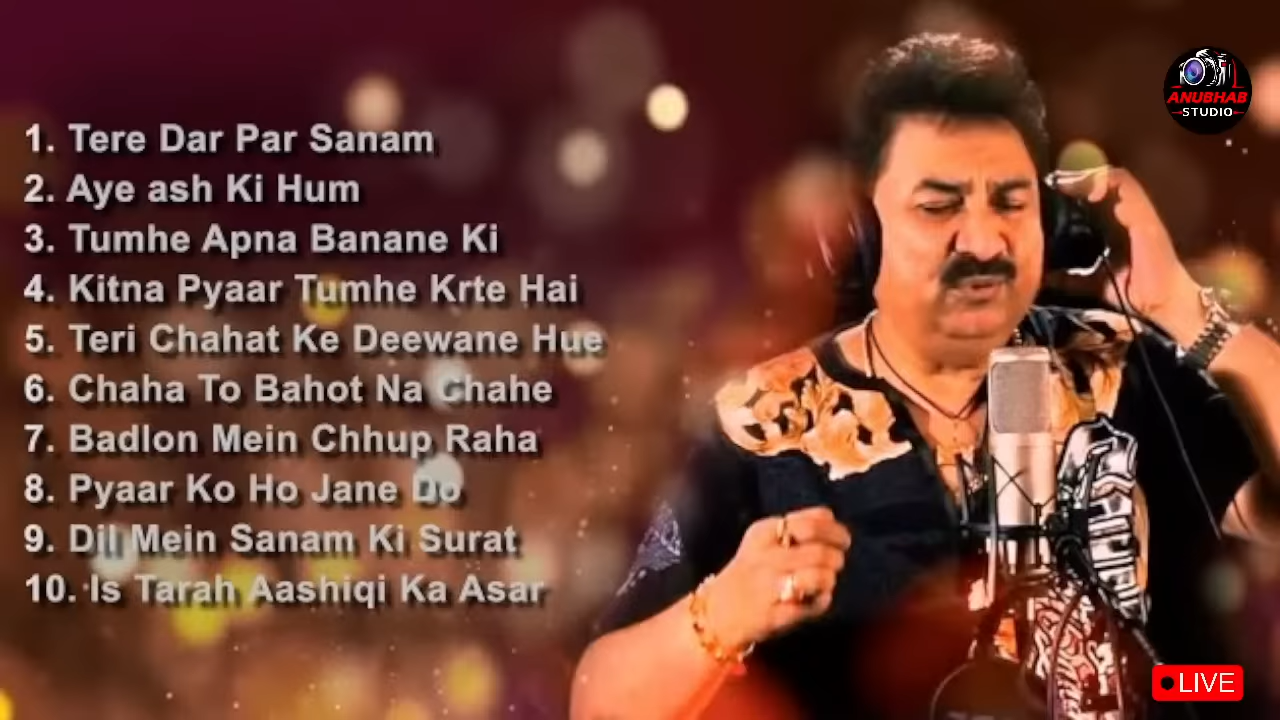 1. Tere Dar Par Sanam
2. Aye ash Ki Hum
3. Tumhe Apna Banane Ki
4. Kitna Pyaar Tumhe Krte Hai
5. Teri Chahat Ke Deewane Hue
6. Chaha To Bahot Na Chahe
7. Badlon Mein Chhup Raha
8. Pyaar Ko Ho Jane Do
9. Dil Mein Sanam Ki Surat
10. Is Tarah Aashiqi Ka Asar
ANUBHAB
STUDIO
LIVE